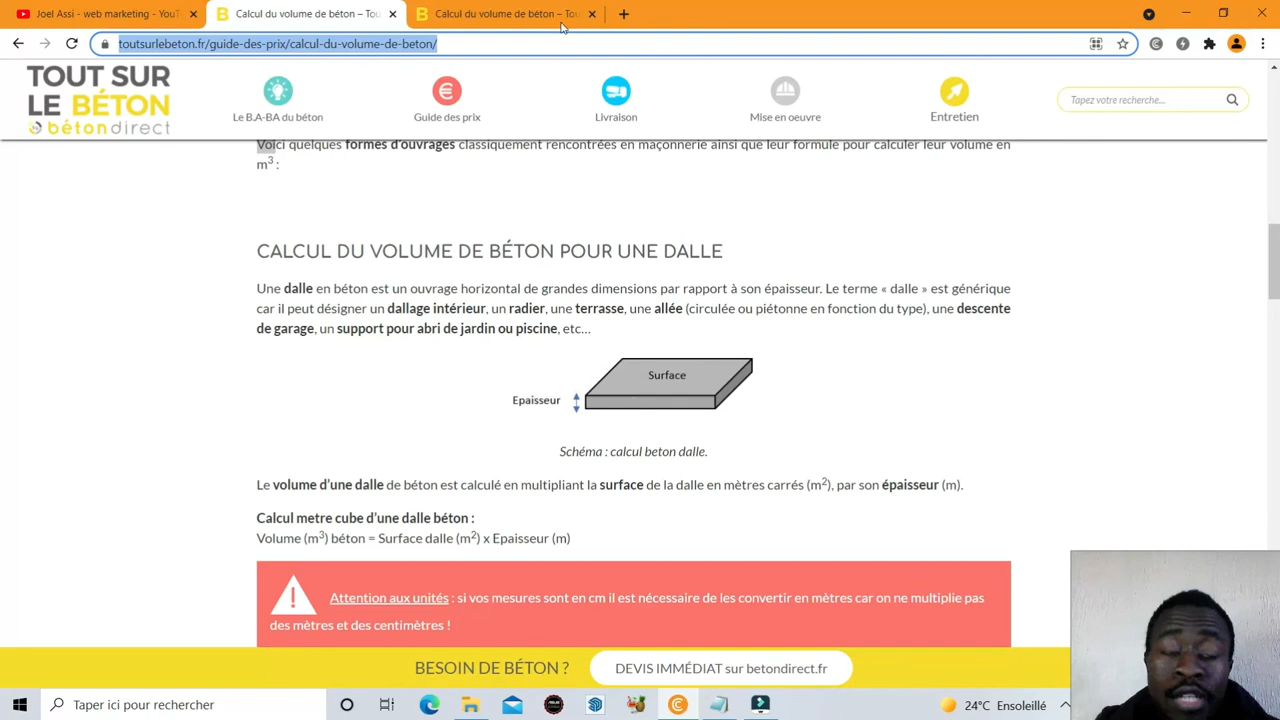 Joel Assi - web marketing - YouT
Calcul du volume de béton – Tou
Calcul du volume de béton – Tou
toutsurlebeton.fr/guide-des-prix/calcul-du-volume-de-beton/
TOUT SUR
LE BÉTON
bétondirect
Le B.A-BA du béton
Guide des prix
Livraison
Mise en oeuvre
Entretien
Tapez votre recherche...
Voici quelques formes d'ouvrages classiquement rencontrées en maçonnerie ainsi que leur formule pour calculer leur volume en
m³ :
CALCUL DU VOLUME DE BÉTON POUR UNE DALLE
Une dalle en béton est un ouvrage horizontal de grandes dimensions par rapport à son épaisseur. Le terme « dalle » est générique
car il peut désigner un dallage intérieur, un radier, une terrasse, une allée (circulée ou piétonne en fonction du type), une descente
de garage, un support pour abri de jardin ou piscine, etc…
Surface
Epaisseur
Schéma : calcul beton dalle.
Le volume d'une dalle de béton est calculé en multipliant la surface de la dalle en mètres carrés (m²), par son épaisseur (m).
Calcul metre cube d'une dalle béton :
Volume (m³) béton = Surface dalle (m²) x Epaisseur (m)
! Attention aux unités : si vos mesures sont en cm il est nécessaire de les convertir en mètres car on ne multiplie pas
des mètres et des centimètres !
BESOIN DE BÉTON ?
DEVIS IMMÉDIAT sur betondirect.fr
Taper ici pour rechercher
24°C Ensoleillé